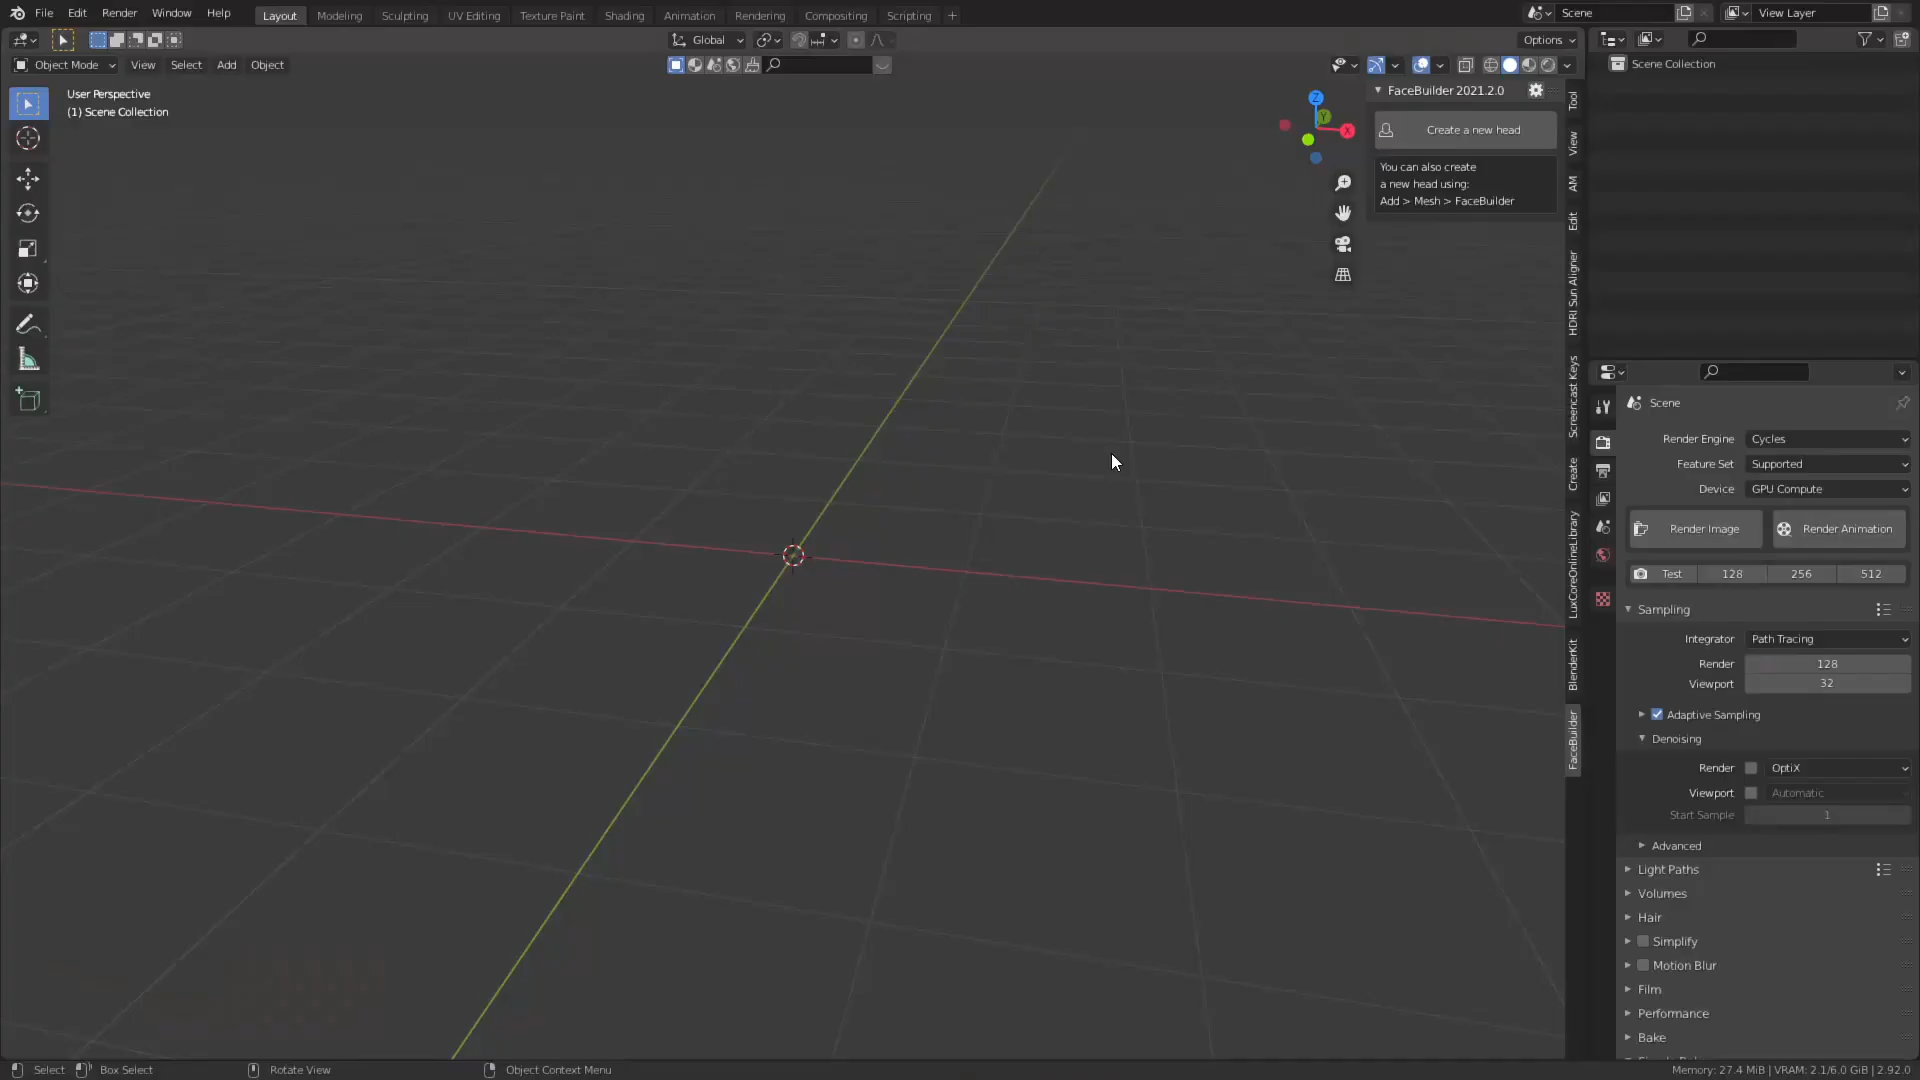 File Edit Render Window Help Layout Modeling Sculpting UV Editing Texture Paint Shading Animation Rendering Compositing Scripting + Scene View Layer
Global Options
Object Mode View Select Add Object
Scene Collection
User Perspective
(1) Scene Collection
Z
Y
X
FaceBuilder 2021.2.0
Create a new head
You can also create
a new head using:
Add > Mesh > FaceBuilder
Tool
View
AM
Edit
HDRI Sun Aligner
Screencast Keys
Create
LuxCoreOnlineLibrary
BlenderKit
FaceBuilder
Scene
Render Engine Cycles
Feature Set Supported
Device GPU Compute
Render Image Render Animation
Test 128 256 512
Sampling
Integrator Path Tracing
Render 128
Viewport 32
Adaptive Sampling
Denoising
Render OptiX
Viewport Automatic
Start Sample 1
Advanced
Light Paths
Volumes
Hair
Simplify
Motion Blur
Film
Performance
Bake
Select Box Select Rotate View Object Context Menu Memory: 27.4 MiB | VRAM: 2.1/6.0 GiB | 2.92.0